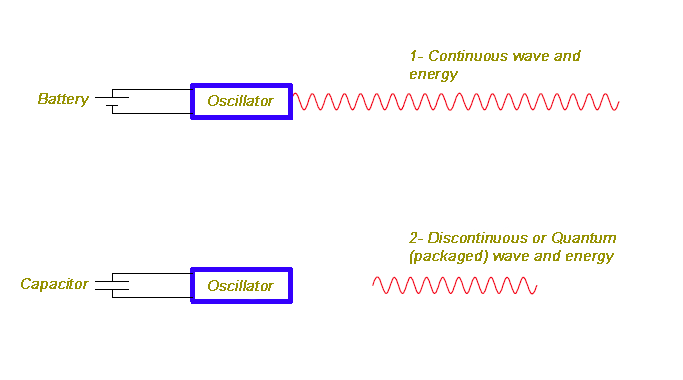 1- Continuous wave and
energy
Battery
Oscillator
2- Discontinuous or Quantum
(packaged) wave and energy
Capacitor
Oscillator